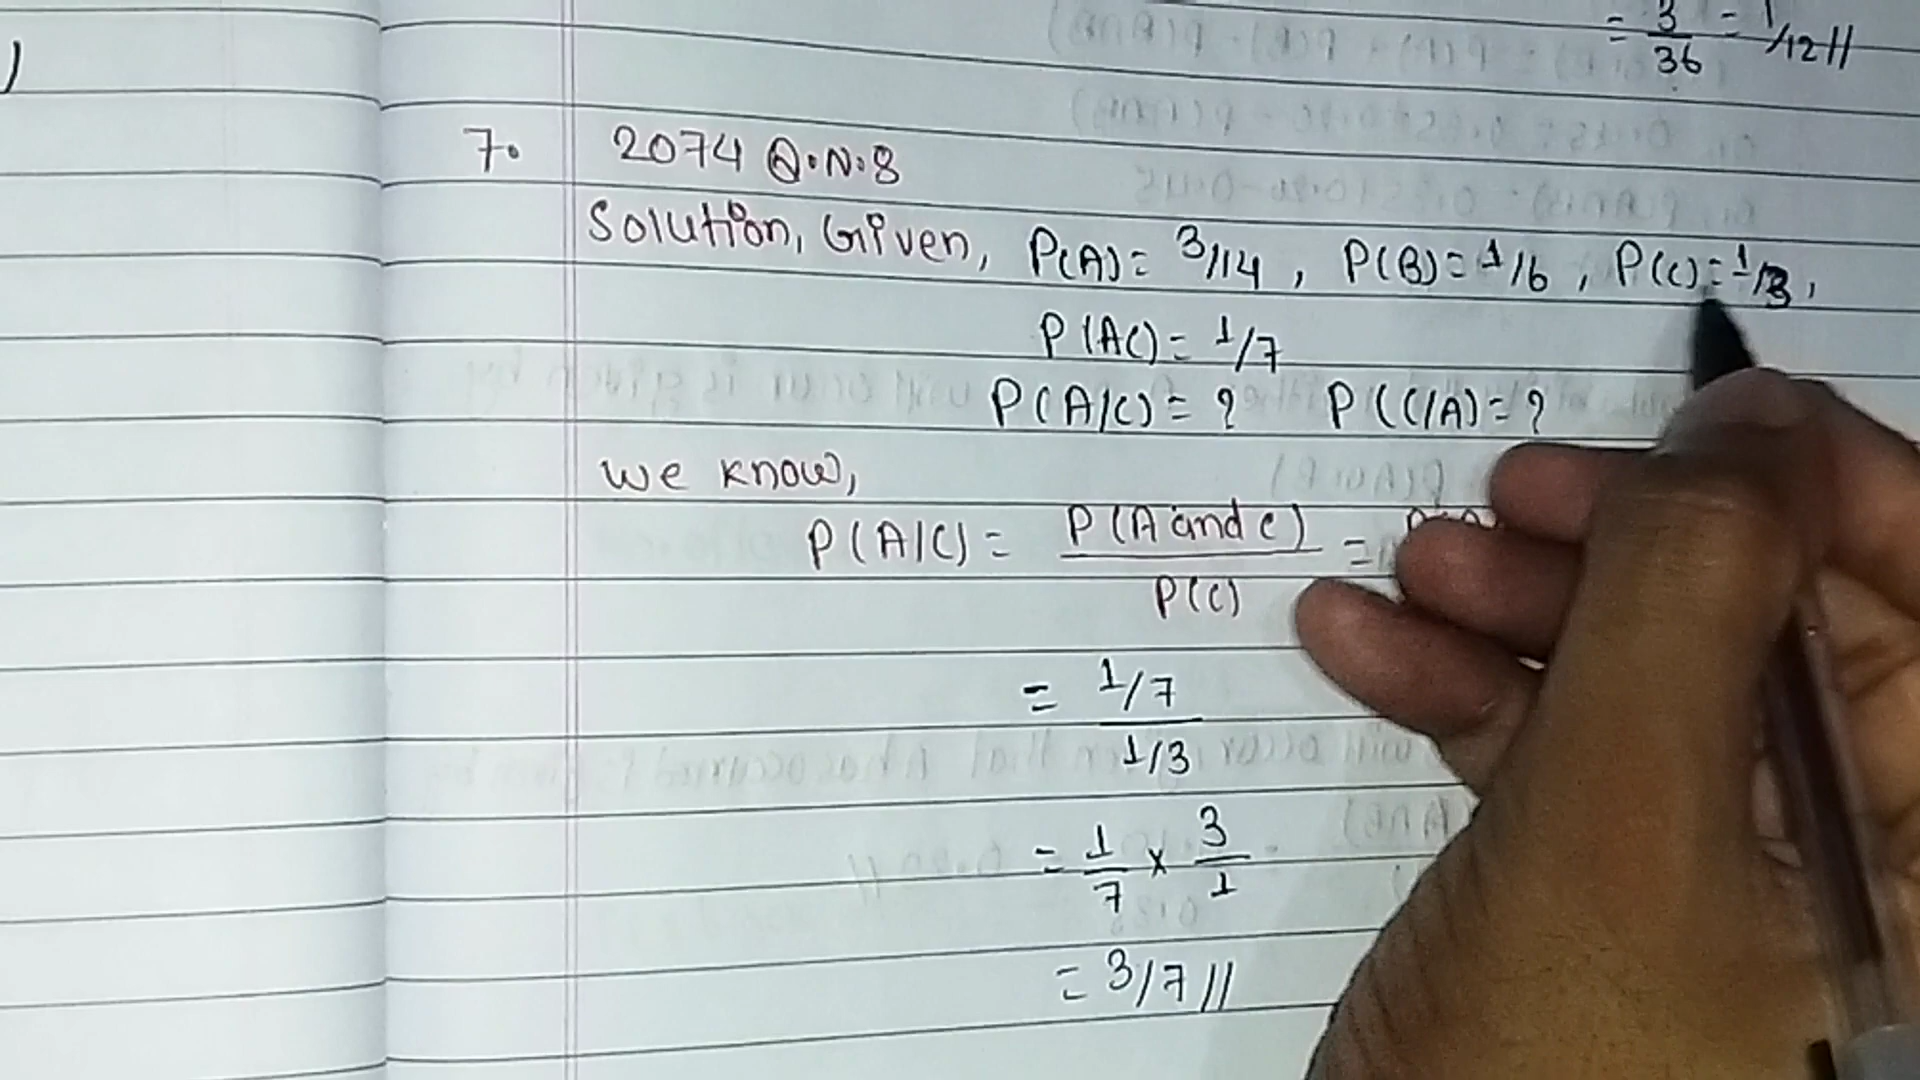 = 3/36 = 1/12 //
7. 2074 Q.N.8
Solution, Given, P(A) = 3/14 , P(B) = 1/6 , P(C) = 1/3 ,
P(AC) = 1/7
P(A/C) = ? P(C/A) = ?
we know,
P(A/C) = P(A and C) / P(C) =
= 1/7 / 1/3
= 1/7 x 3/1
= 3/7 //